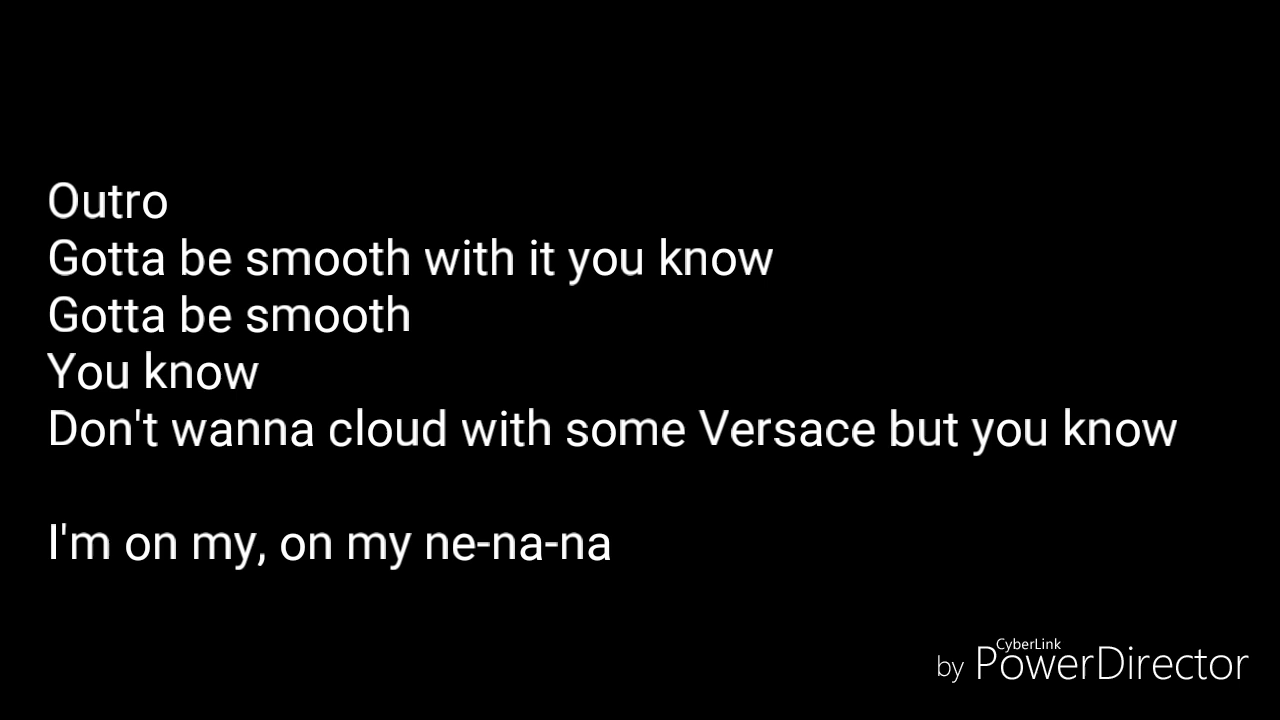 Outro
Gotta be smooth with it you know
Gotta be smooth
You know
Don't wanna cloud with some Versace but you know
I'm on my, on my ne-na-na
by CyberLink PowerDirector